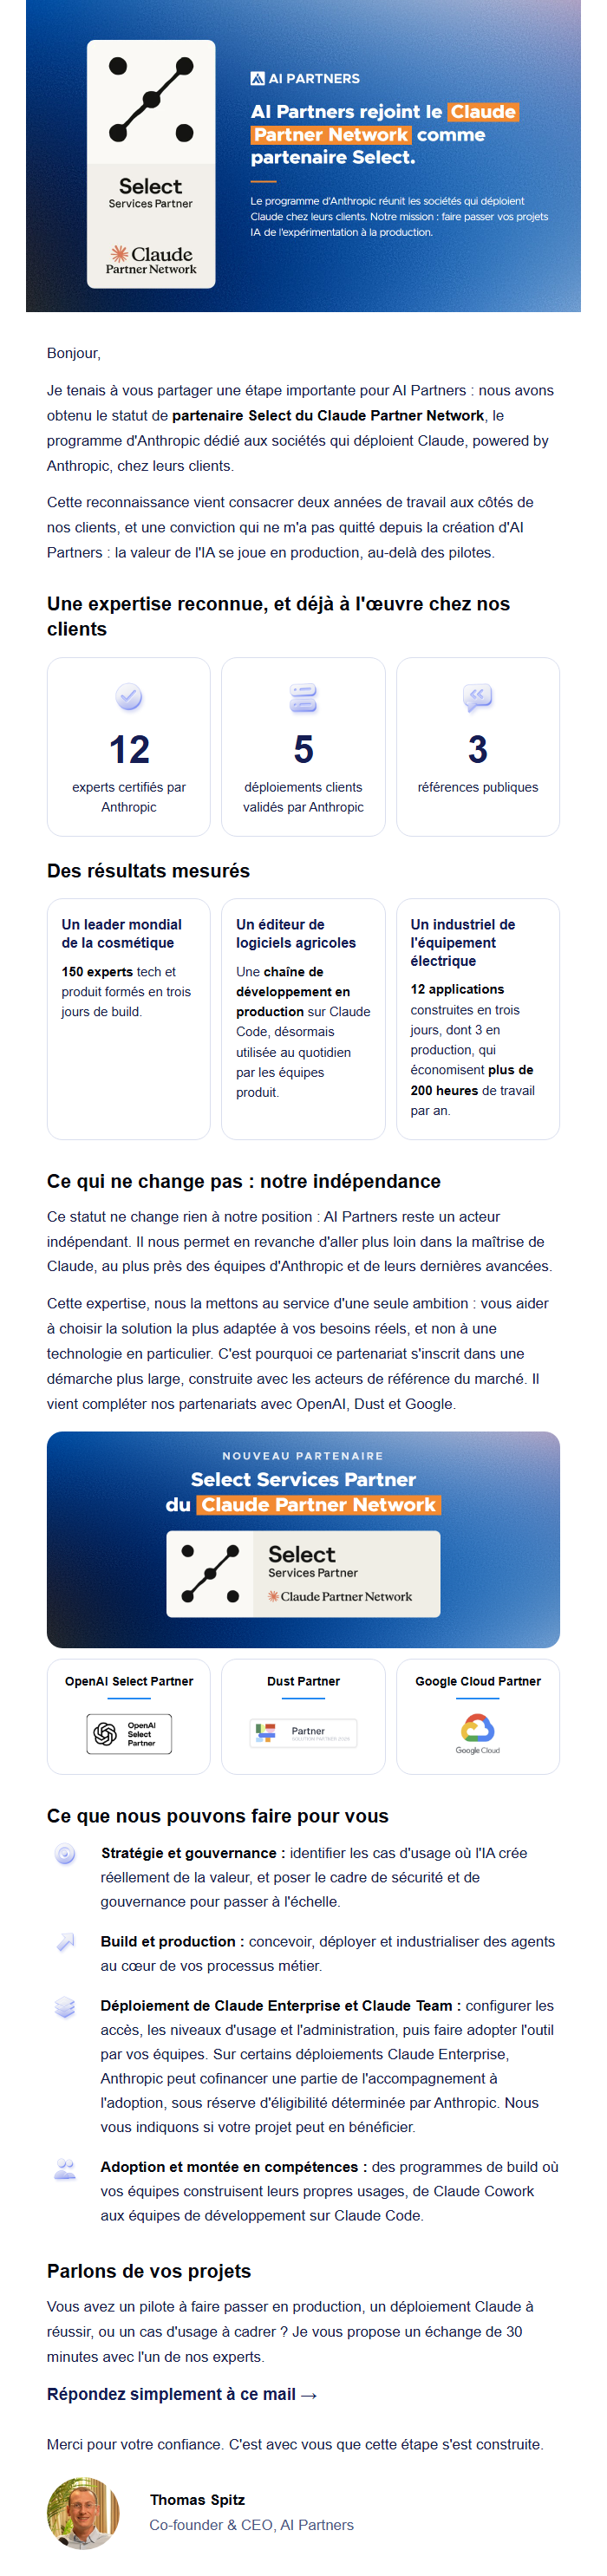 Select
Services Partner
Claude
Partner Network
AI PARTNERS
AI Partners rejoint le Claude
Partner Network comme
partenaire Select.
Le programme d'Anthropic réunit les sociétés qui déploient
Claude chez leurs clients. Notre mission : faire passer vos projets
IA de l'expérimentation à la production.
Bonjour,
Je tenais à vous partager une étape importante pour AI Partners : nous avons
obtenu le statut de partenaire Select du Claude Partner Network, le
programme d'Anthropic dédié aux sociétés qui déploient Claude, powered by
Anthropic, chez leurs clients.
Cette reconnaissance vient consacrer deux années de travail aux côtés de
nos clients, et une conviction qui ne m'a pas quitté depuis la création d'AI
Partners : la valeur de l'IA se joue en production, au-delà des pilotes.
Une expertise reconnue, et déjà à l'œuvre chez nos
clients
12
experts certifiés par
Anthropic
5
déploiements clients
validés par Anthropic
3
références publiques
Des résultats mesurés
Un leader mondial
de la cosmétique
150 experts tech et
produit formés en trois
jours de build.
Un éditeur de
logiciels agricoles
Une chaîne de
développement en
production sur Claude
Code, désormais
utilisée au quotidien
par les équipes
produit.
Un industriel de
l'équipement
électrique
12 applications
construites en trois
jours, dont 3 en
production, qui
économisent plus de
200 heures de travail
par an.
Ce qui ne change pas : notre indépendance
Ce statut ne change rien à notre position : AI Partners reste un acteur
indépendant. Il nous permet en revanche d'aller plus loin dans la maîtrise de
Claude, au plus près des équipes d'Anthropic et de leurs dernières avancées.
Cette expertise, nous la mettons au service d'une seule ambition : vous aider
à choisir la solution la plus adaptée à vos besoins réels, et non à une
technologie en particulier. C'est pourquoi ce partenariat s'inscrit dans une
démarche plus large, construite avec les acteurs de référence du marché. Il
vient compléter nos partenariats avec OpenAI, Dust et Google.
NOUVEAU PARTENAIRE
Select Services Partner
du Claude Partner Network
Select
Services Partner
Claude Partner Network
OpenAI Select Partner
OpenAI
Select
Partner
Dust Partner
Partner
SOLUTION PARTNER 2026
Google Cloud Partner
Google Cloud
Ce que nous pouvons faire pour vous
Stratégie et gouvernance : identifier les cas d'usage où l'IA crée
réellement de la valeur, et poser le cadre de sécurité et de
gouvernance pour passer à l'échelle.
Build et production : concevoir, déployer et industrialiser des agents
au cœur de vos processus métier.
Déploiement de Claude Enterprise et Claude Team : configurer les
accès, les niveaux d'usage et l'administration, puis faire adopter l'outil
par vos équipes. Sur certains déploiements Claude Enterprise,
Anthropic peut cofinancer une partie de l'accompagnement à
l'adoption, sous réserve d'éligibilité déterminée par Anthropic. Nous
vous indiquons si votre projet peut en bénéficier.
Adoption et montée en compétences : des programmes de build où
vos équipes construisent leurs propres usages, de Claude Cowork
aux équipes de développement sur Claude Code.
Parlons de vos projets
Vous avez un pilote à faire passer en production, un déploiement Claude à
réussir, ou un cas d'usage à cadrer ? Je vous propose un échange de 30
minutes avec l'un de nos experts.
Répondez simplement à ce mail →
Merci pour votre confiance. C'est avec vous que cette étape s'est construite.
Thomas Spitz
Co-founder & CEO, AI Partners